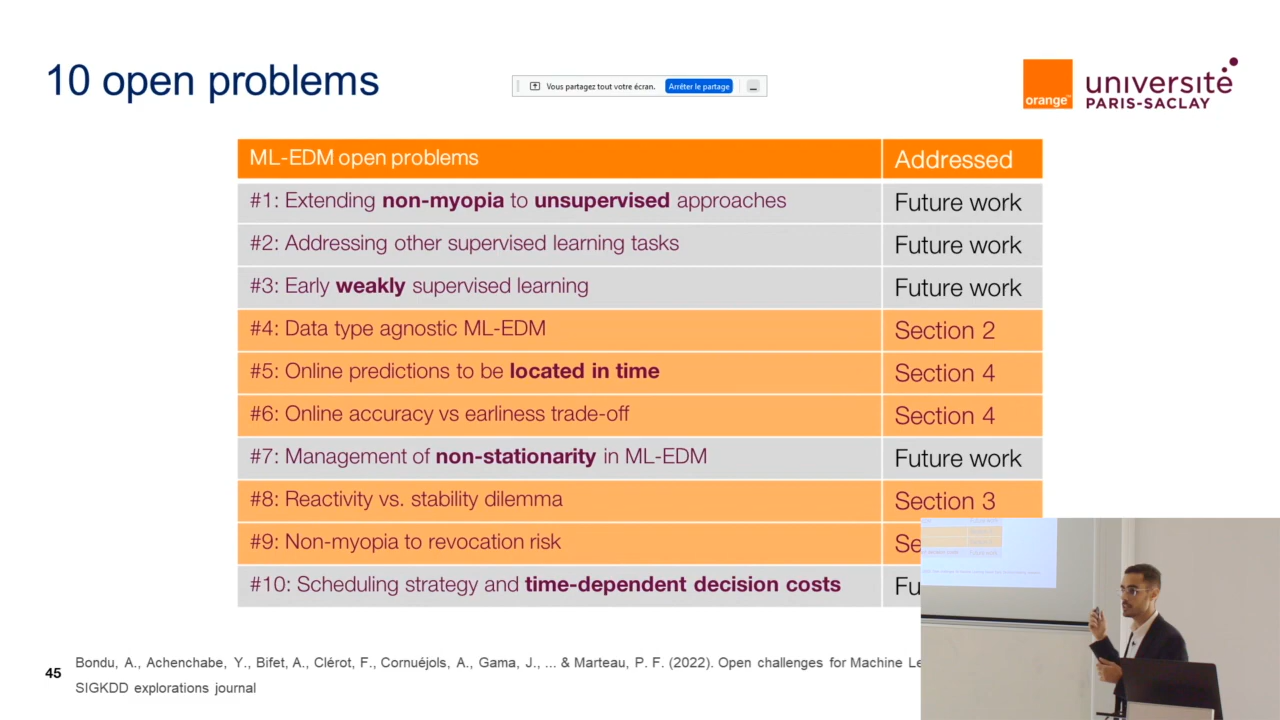 10 open problems
Vous partagez tout votre écran. Arrêter le partage
orange™
université
PARIS-SACLAY
ML-EDM open problems Addressed
#1: Extending non-myopia to unsupervised approaches Future work
#2: Addressing other supervised learning tasks Future work
#3: Early weakly supervised learning Future work
#4: Data type agnostic ML-EDM Section 2
#5: Online predictions to be located in time Section 4
#6: Online accuracy vs earliness trade-off Section 4
#7: Management of non-stationarity in ML-EDM Future work
#8: Reactivity vs. stability dilemma Section 3
#9: Non-myopia to revocation risk Se
#10: Scheduling strategy and time-dependent decision costs Fu
Bondu, A., Achenchabe, Y., Bifet, A., Clérot, F., Cornuéjols, A., Gama, J., ... & Marteau, P. F. (2022). Open challenges for Machine Le
45
SIGKDD explorations journal